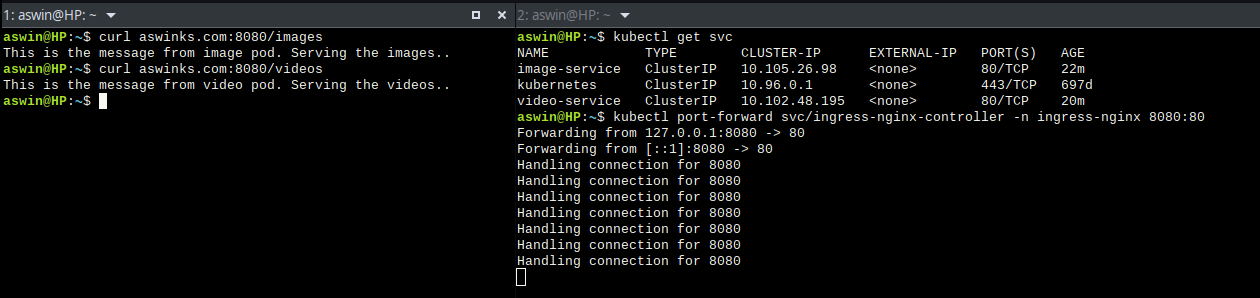 1: aswin@HP: ~
aswin@HP:~$ curl aswinks.com:8080/images
This is the message from image pod. Serving the images..
aswin@HP:~$ curl aswinks.com:8080/videos
This is the message from video pod. Serving the videos..
aswin@HP:~$
2: aswin@HP: ~
aswin@HP:~$ kubectl get svc
NAME            TYPE        CLUSTER-IP      EXTERNAL-IP   PORT(S)   AGE
image-service   ClusterIP   10.105.26.98    <none>        80/TCP    22m
kubernetes      ClusterIP   10.96.0.1       <none>        443/TCP   697d
video-service   ClusterIP   10.102.48.195   <none>        80/TCP    20m
aswin@HP:~$ kubectl port-forward svc/ingress-nginx-controller -n ingress-nginx 8080:80
Forwarding from 127.0.0.1:8080 -> 80
Forwarding from [::1]:8080 -> 80
Handling connection for 8080
Handling connection for 8080
Handling connection for 8080
Handling connection for 8080
Handling connection for 8080
Handling connection for 8080
Handling connection for 8080